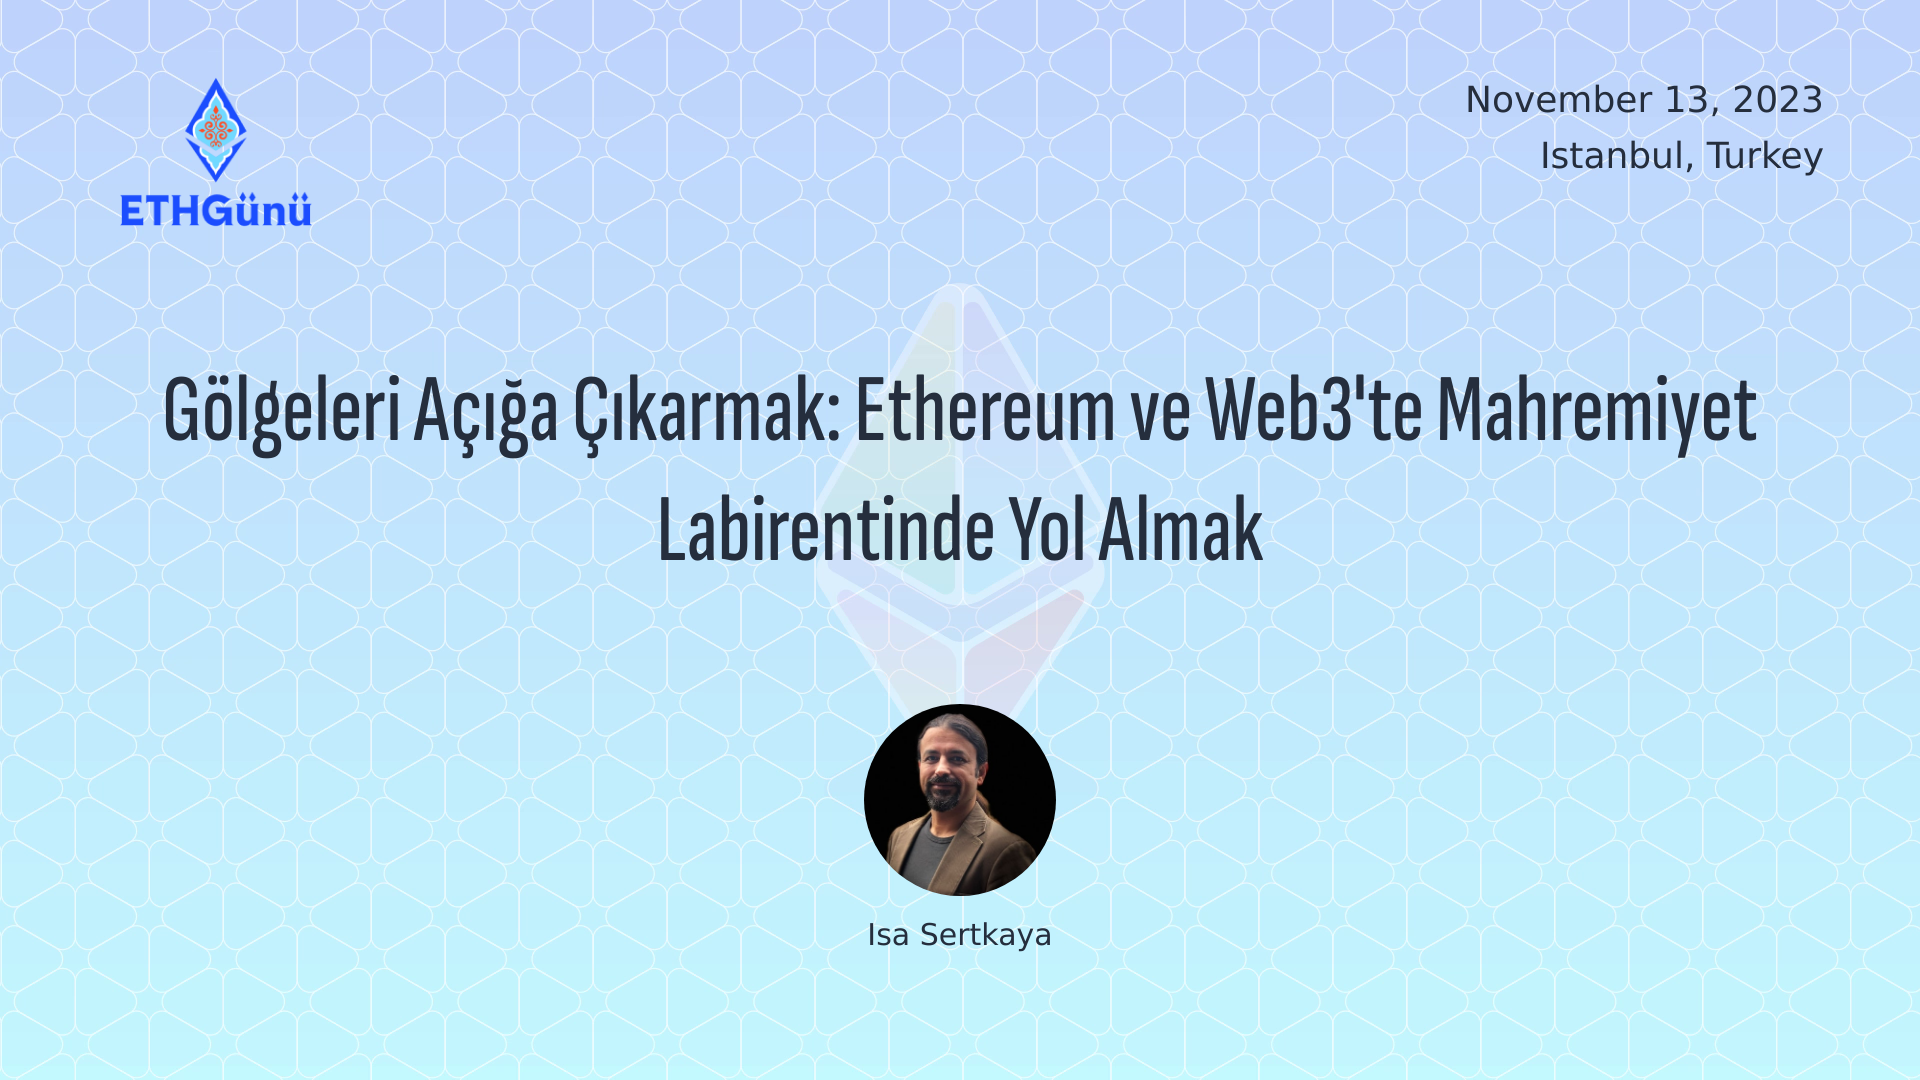 ETHGünü
November 13, 2023
Istanbul, Turkey
Gölgeleri Açığa Çıkarmak: Ethereum ve Web3'te Mahremiyet
Labirentinde Yol Almak
Isa Sertkaya